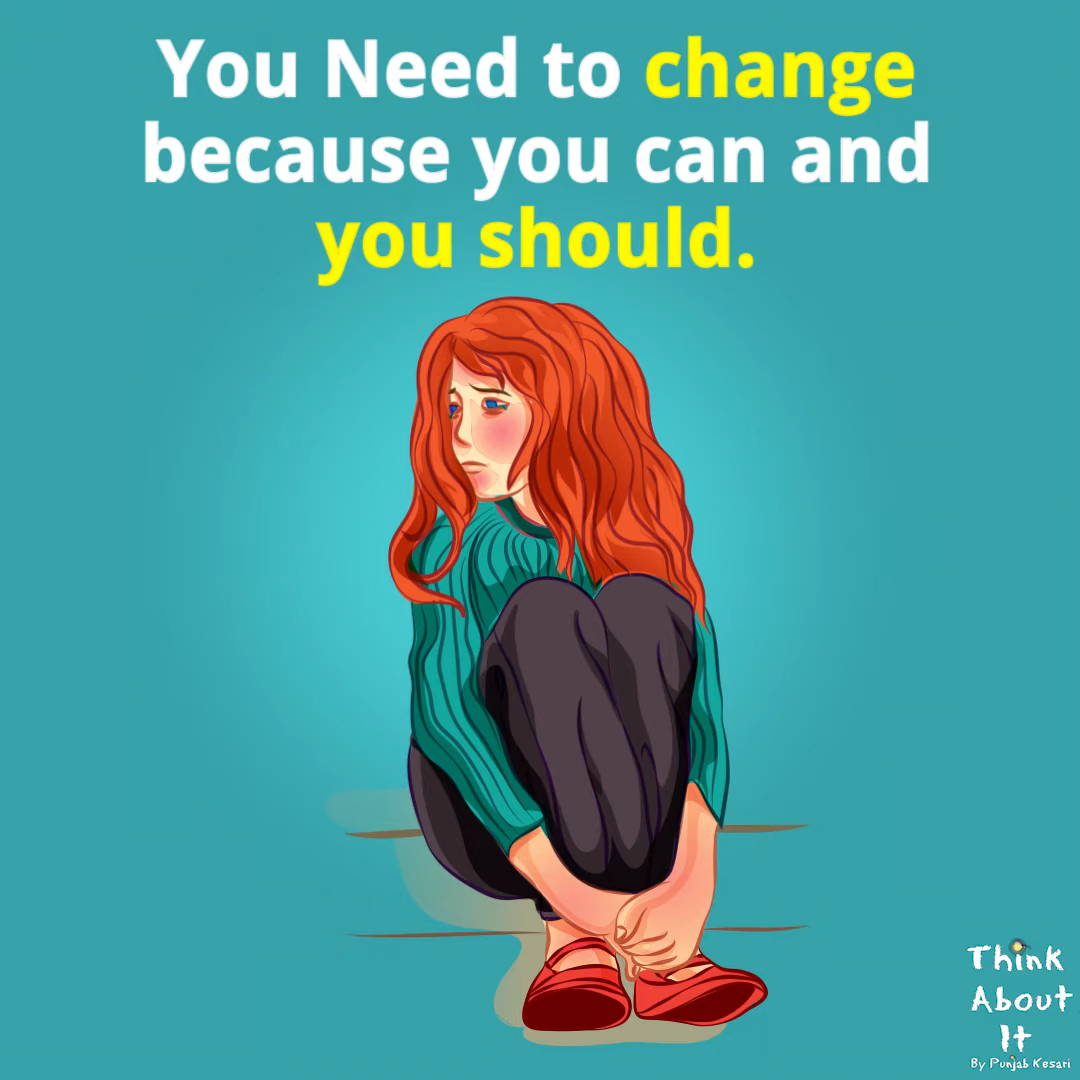 You Need to change
because you can and
you should.
Think
About
It
By Punjab Kesari